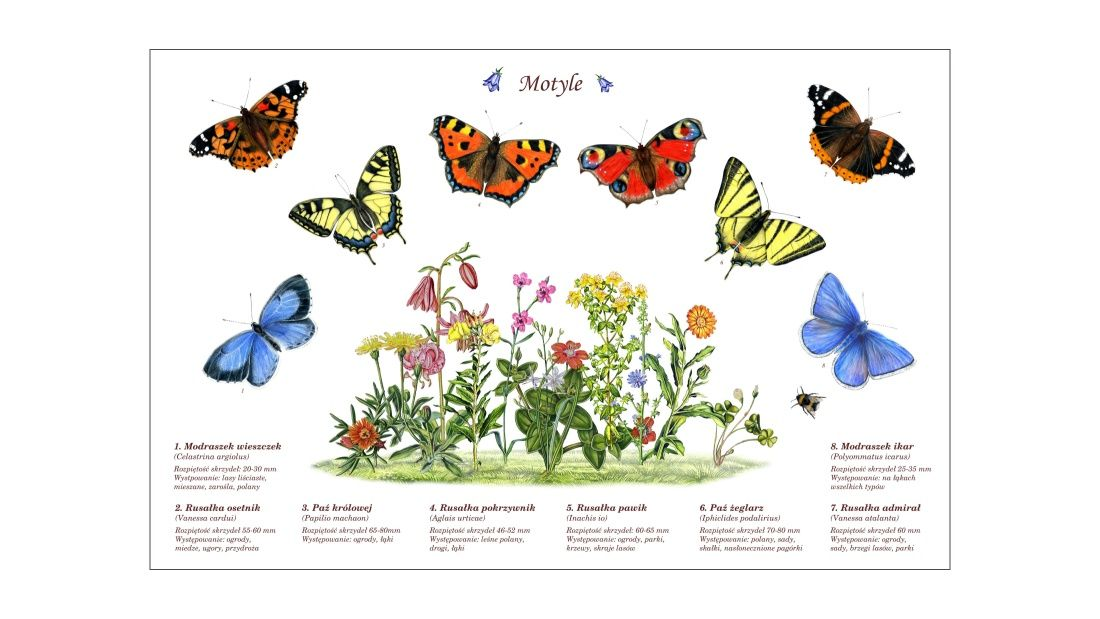 Motyle
1. Modraszek wieszczek
(Celastrina argiolus)
Rozpiętość skrzydeł: 20-30 mm
Wystpowanie: lasy liściaste,
mieszane, zarośla, polany
8. Modraszek ikar
(Polyommatus icarus)
Rozpiętość skrzydeł 25-35 mm
Występowanie: na łąkach
wszelkich typów
2. Rusałka osetnik
(Vanessa cardui)
Rozpiętość skrzydeł 55-60 mm
Występowanie: ogrody,
miedze, ugory, przydroża
3. Paź królowej
(Papilio machaon)
Rozpiętość skrzydeł 65-80mm
Występowanie: ogrody, łąki
4. Rusałka pokrzywnik
(Aglais urticae)
Rozpiętość skrzydeł 46-52 mm
Występowanie: leśne polany,
drogi, łąki
5. Rusałka pawik
(Inachis io)
Rozpiętość skrzydeł: 60-65 mm
Występowanie: ogrody, parki,
krzewy, skraje lasów
6. Paź żeglarz
(Iphiclides podalirius)
Rozpiętość skrzydeł 70-80 mm
Występowanie: polany, sady,
skałki, nasłonecznione pagórki
7. Rusałka admirał
(Vanessa atalanta)
Rozpiętość skrzydeł 60 mm
Występowanie: ogrody,
sady, brzegi lasów, parki